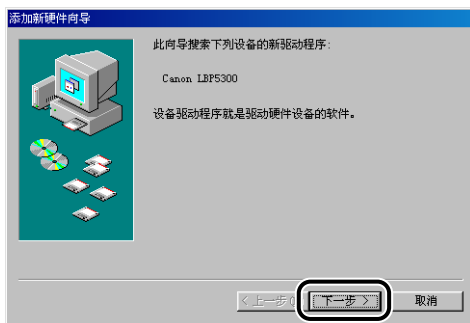 添加新硬件向导
此向导搜索下列设备的新驱动程序:
Canon LBP5300
设备驱动程序就是驱动硬件设备的软件。
< 上一步 下一步 > 取消